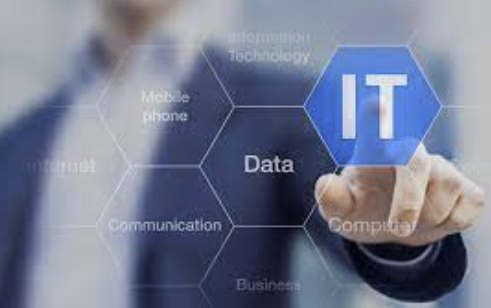 Information
Technology
IT
Mobile
phone
Internet
Data
Communication
Computer
Business